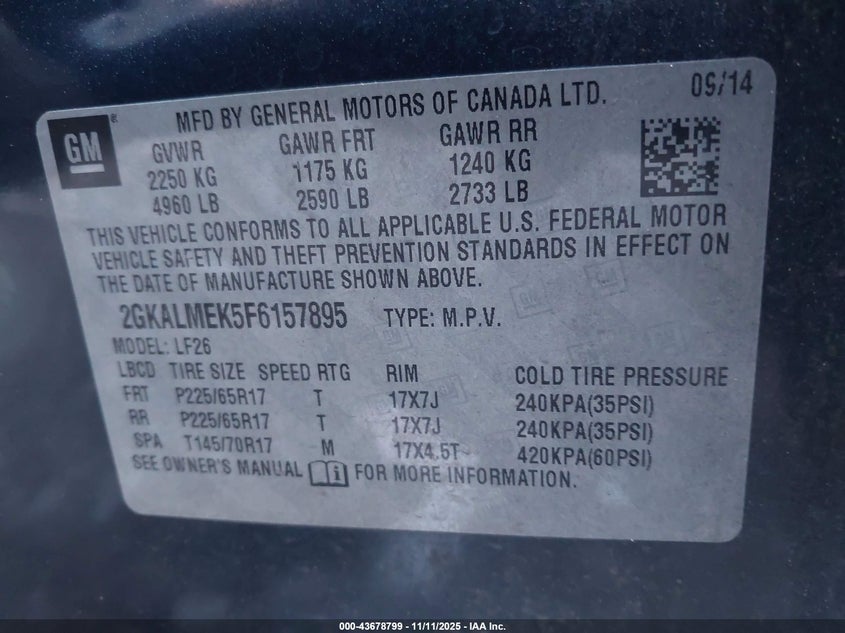 GM
MFD BY GENERAL MOTORS OF CANADA LTD. 09/14
GVWR GAWR FRT GAWR RR
2250 KG 1175 KG 1240 KG
4960 LB 2590 LB 2733 LB
THIS VEHICLE CONFORMS TO ALL APPLICABLE U.S. FEDERAL MOTOR
VEHICLE SAFETY AND THEFT PREVENTION STANDARDS IN EFFECT ON
THE DATE OF MANUFACTURE SHOWN ABOVE.
2GKALMEK5F6157895 TYPE: M.P.V.
MODEL: LF26
LBCD TIRE SIZE SPEED RTG RIM COLD TIRE PRESSURE
FRT P225/65R17 T 17X7J 240KPA(35PSI)
RR P225/65R17 T 17X7J 240KPA(35PSI)
SPA T145/70R17 M 17X4.5T 420KPA(60PSI)
SEE OWNER'S MANUAL FOR MORE INFORMATION.
000-43678799 - 11/11/2025 - IAA Inc.